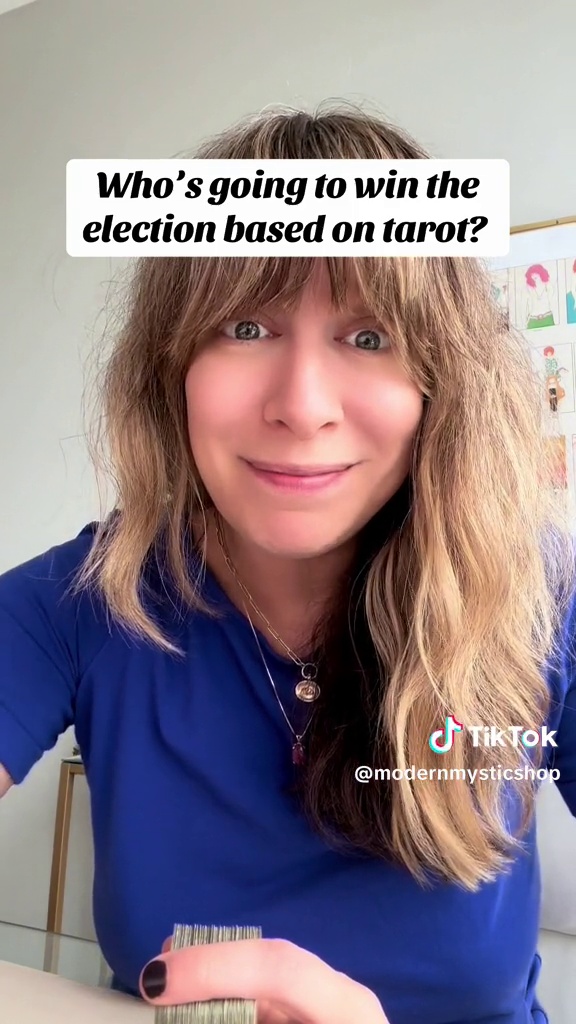 Who's going to win the
election based on tarot?
TikTok
@modernmysticshop